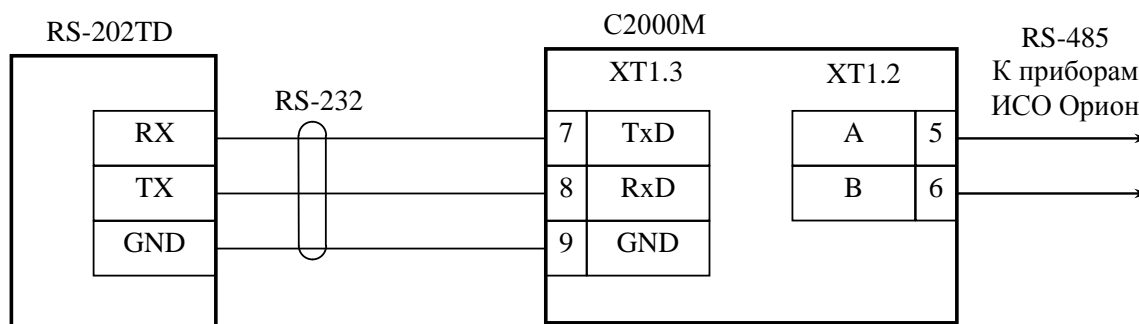 RS-202TD
RX
TX
GND
RS-232
C2000M
XT1.3
7 TxD
8 RxD
9 GND
XT1.2
A 5
B 6
RS-485
К приборам
ИСО Орион